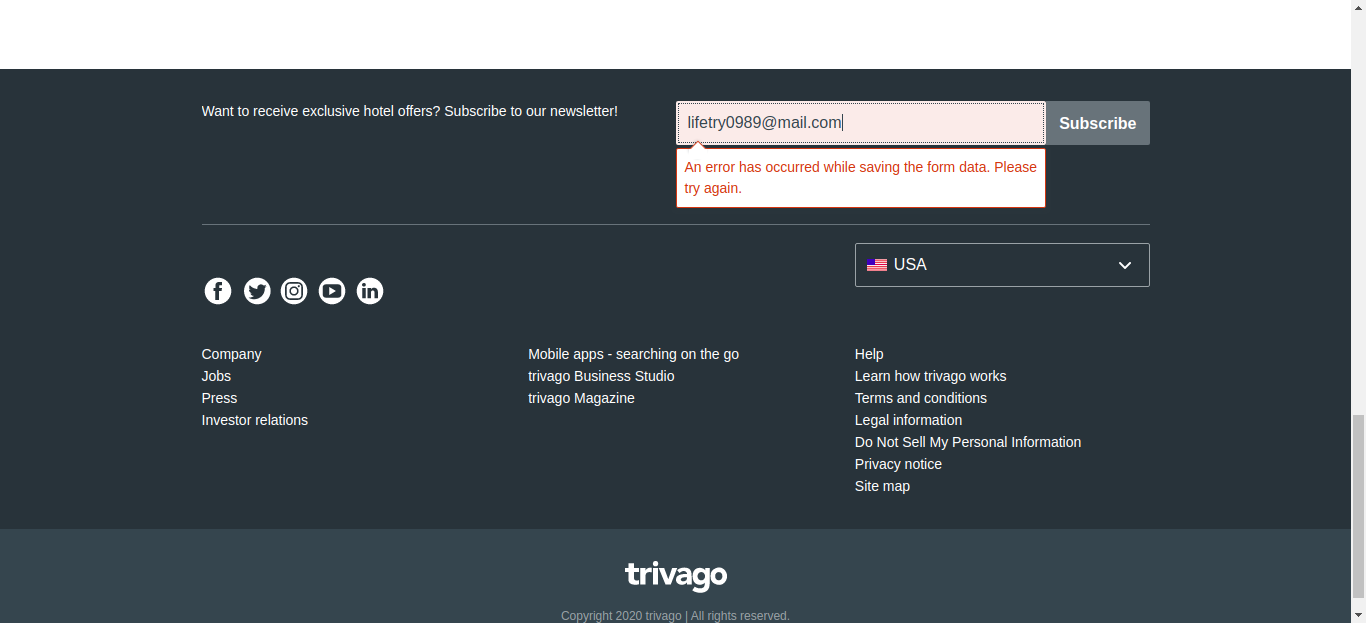 Want to receive exclusive hotel offers? Subscribe to our newsletter!
lifetry0989@mail.com
Subscribe
An error has occurred while saving the form data. Please
try again.
USA
Company
Jobs
Press
Investor relations
Mobile apps - searching on the go
trivago Business Studio
trivago Magazine
Help
Learn how trivago works
Terms and conditions
Legal information
Do Not Sell My Personal Information
Privacy notice
Site map
trivago
Copyright 2020 trivago | All rights reserved.